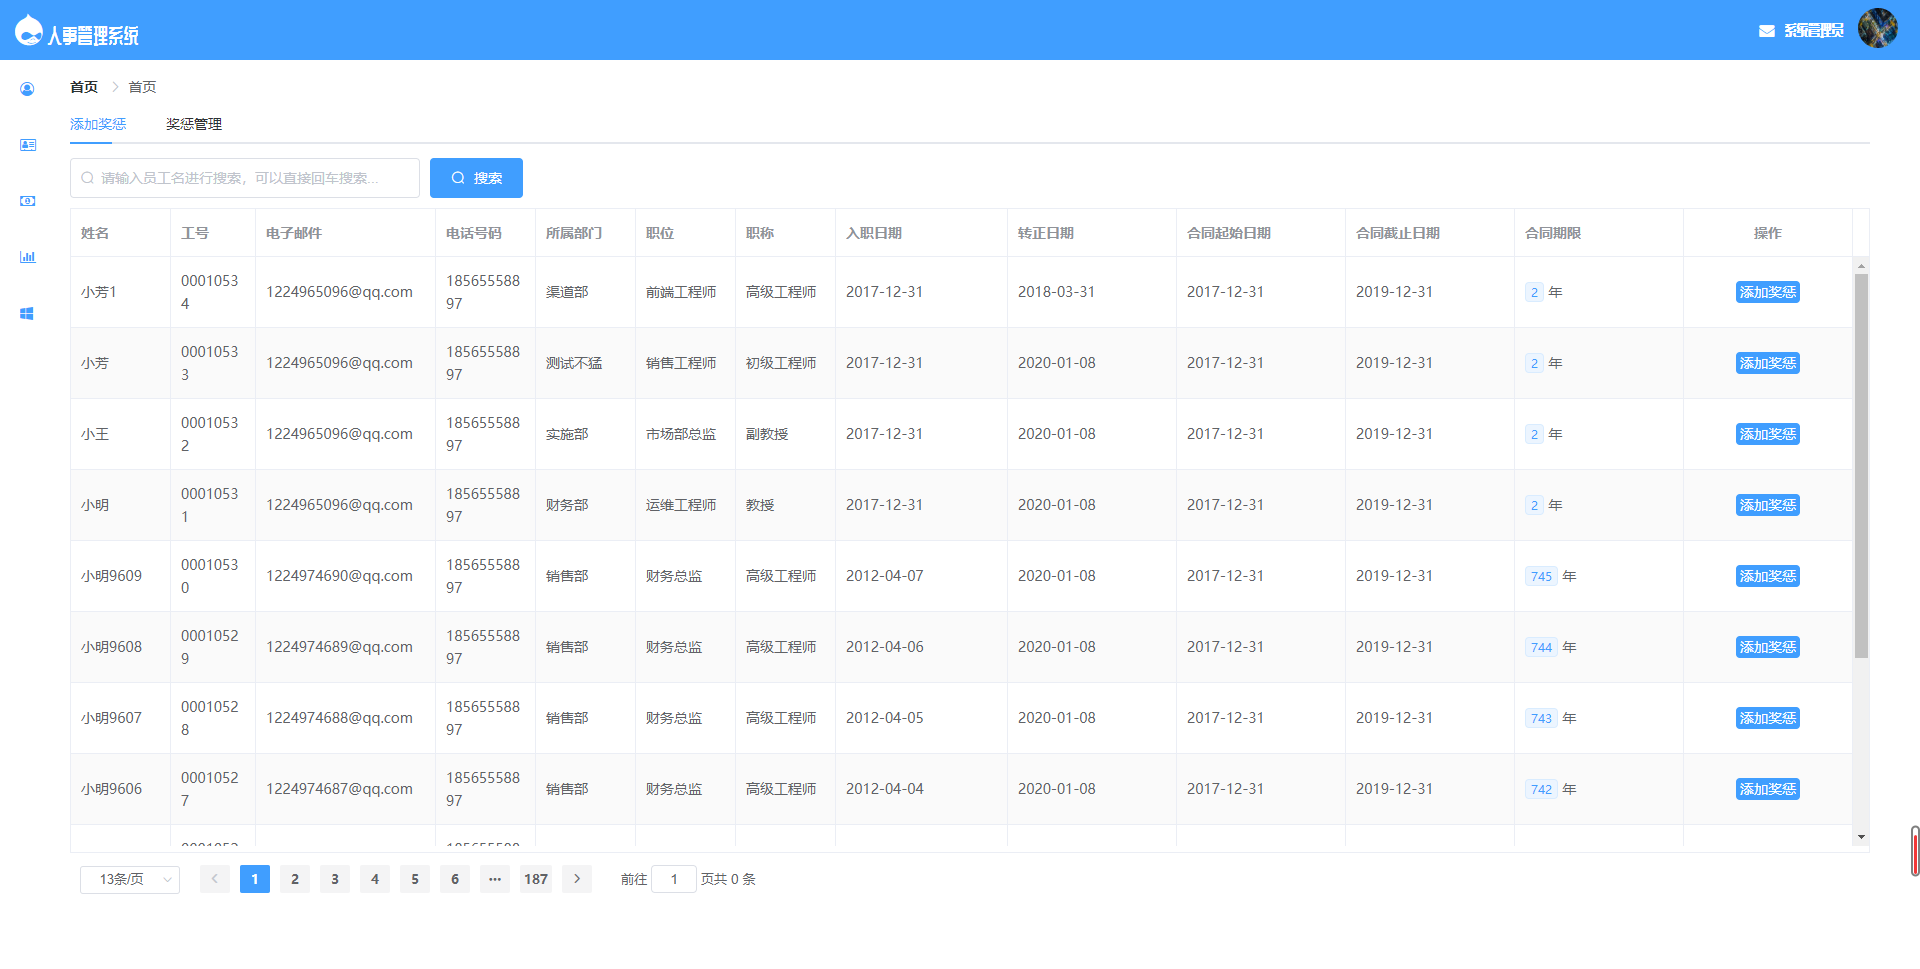 人事管理系统
系统管理员
首页 > 首页
添加奖惩 奖惩管理
请输入员工名进行搜索，可以直接回车搜索... 搜索
姓名 工号 电子邮件 电话号码 所属部门 职位 职称 入职日期 转正日期 合同起始日期 合同截止日期 合同期限 操作
小芳1 00010534 1224965096@qq.com 18565558897 渠道部 前端工程师 高级工程师 2017-12-31 2018-03-31 2017-12-31 2019-12-31 2 年 添加奖惩
小芳 00010533 1224965096@qq.com 18565558897 测试不猛 销售工程师 初级工程师 2017-12-31 2020-01-08 2017-12-31 2019-12-31 2 年 添加奖惩
小王 00010532 1224965096@qq.com 18565558897 实施部 市场部总监 副教授 2017-12-31 2020-01-08 2017-12-31 2019-12-31 2 年 添加奖惩
小明 00010531 1224965096@qq.com 18565558897 财务部 运维工程师 教授 2017-12-31 2020-01-08 2017-12-31 2019-12-31 2 年 添加奖惩
小明9609 00010530 1224974690@qq.com 18565558897 销售部 财务总监 高级工程师 2012-04-07 2020-01-08 2017-12-31 2019-12-31 745 年 添加奖惩
小明9608 00010529 1224974689@qq.com 18565558897 销售部 财务总监 高级工程师 2012-04-06 2020-01-08 2017-12-31 2019-12-31 744 年 添加奖惩
小明9607 00010528 1224974688@qq.com 18565558897 销售部 财务总监 高级工程师 2012-04-05 2020-01-08 2017-12-31 2019-12-31 743 年 添加奖惩
小明9606 00010527 1224974687@qq.com 18565558897 销售部 财务总监 高级工程师 2012-04-04 2020-01-08 2017-12-31 2019-12-31 742 年 添加奖惩
13条/页 < 1 2 3 4 5 6 ... 187 > 前往 1 页共 0 条